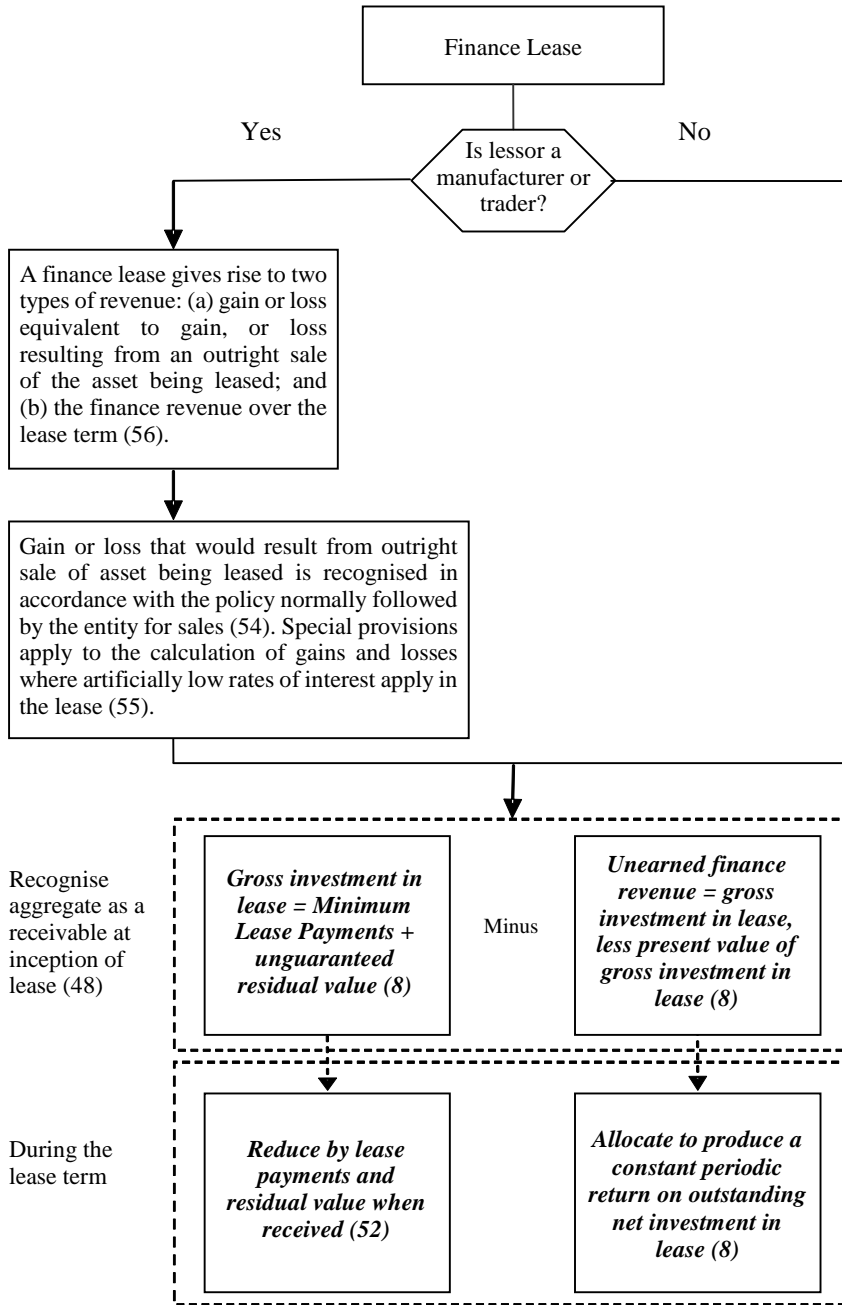 Finance Lease
Yes
No
Is lessor a
manufacturer or
trader?
A finance lease gives rise to two
types of revenue: (a) gain or loss
equivalent to gain, or loss
resulting from an outright sale
of the asset being leased; and
(b) the finance revenue over the
lease term (56).
Gain or loss that would result from outright
sale of asset being leased is recognised in
accordance with the policy normally followed
by the entity for sales (54). Special provisions
apply to the calculation of gains and losses
where artificially low rates of interest apply in
the lease (55).
Recognise
aggregate as a
receivable at
inception of
lease (48)
Gross investment in
lease = Minimum
Lease Payments +
unguaranteed
residual value (8)
Minus
Unearned finance
revenue = gross
investment in lease,
less present value of
gross investment in
lease (8)
During the
lease term
Reduce by lease
payments and
residual value when
received (52)
Allocate to produce a
constant periodic
return on outstanding
net investment in
lease (8)